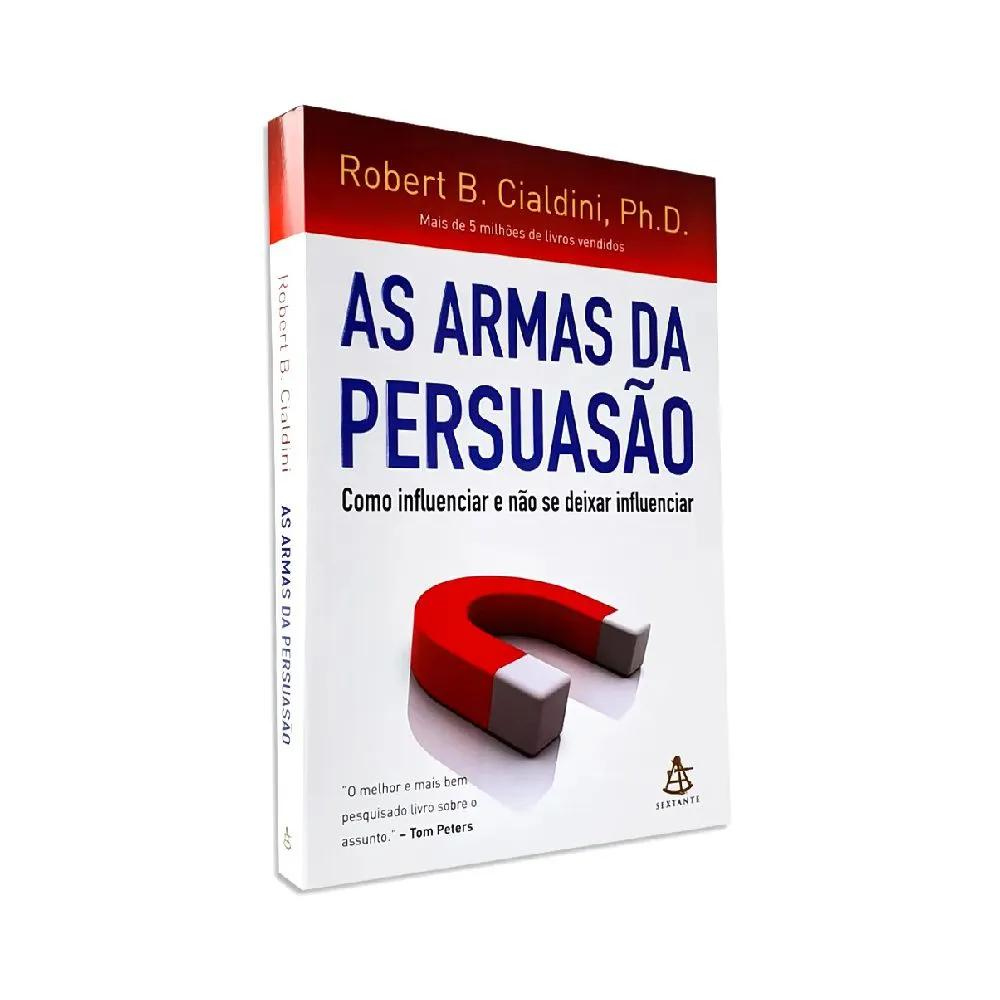 Robert B. Cialdini, Ph.D.
Mais de 5 milhões de livros vendidos
AS ARMAS DA
PERSUASÃO
Como influenciar e não se deixar influenciar
"O melhor e mais bem
pesquisado livro sobre o
assunto." – Tom Peters
SEXTANTE
Robert B. Cialdini AS ARMAS DA PERSUASÃO